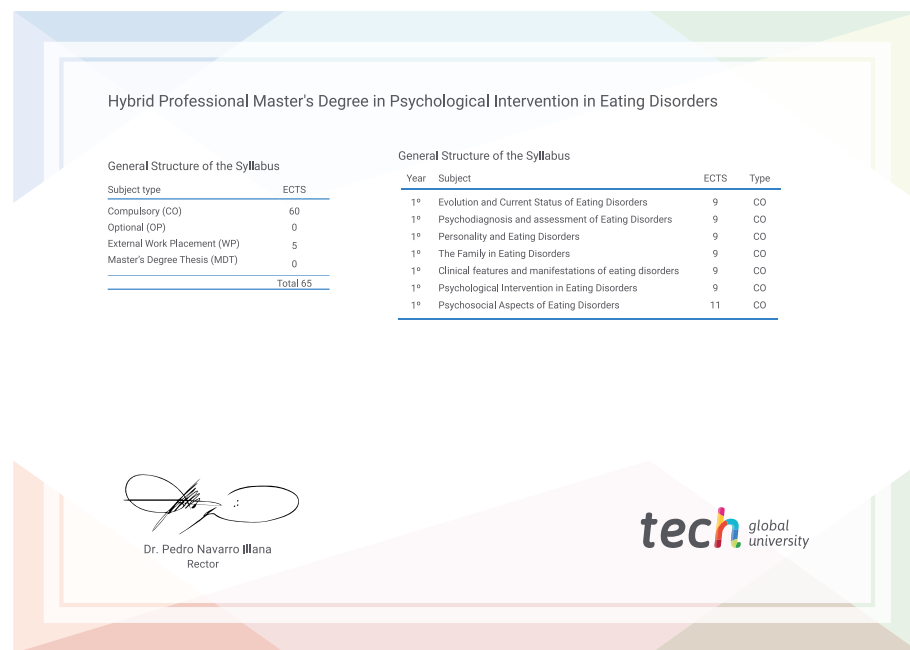 Hybrid Professional Master's Degree in Psychological Intervention in Eating Disorders
General Structure of the Syllabus
Subject type ECTS
Compulsory (CO) 60
Optional (OP) 0
External Work Placement (WP) 5
Master's Degree Thesis (MDT) 0
Total 65
General Structure of the Syllabus
Year Subject ECTS Type
1º Evolution and Current Status of Eating Disorders 9 CO
1º Psychodiagnosis and assessment of Eating Disorders 9 CO
1º Personality and Eating Disorders 9 CO
1º The Family in Eating Disorders 9 CO
1º Clinical features and manifestations of eating disorders 9 CO
1º Psychological Intervention in Eating Disorders 9 CO
1º Psychosocial Aspects of Eating Disorders 11 CO
Dr. Pedro Navarro Illana
Rector
tech global
university